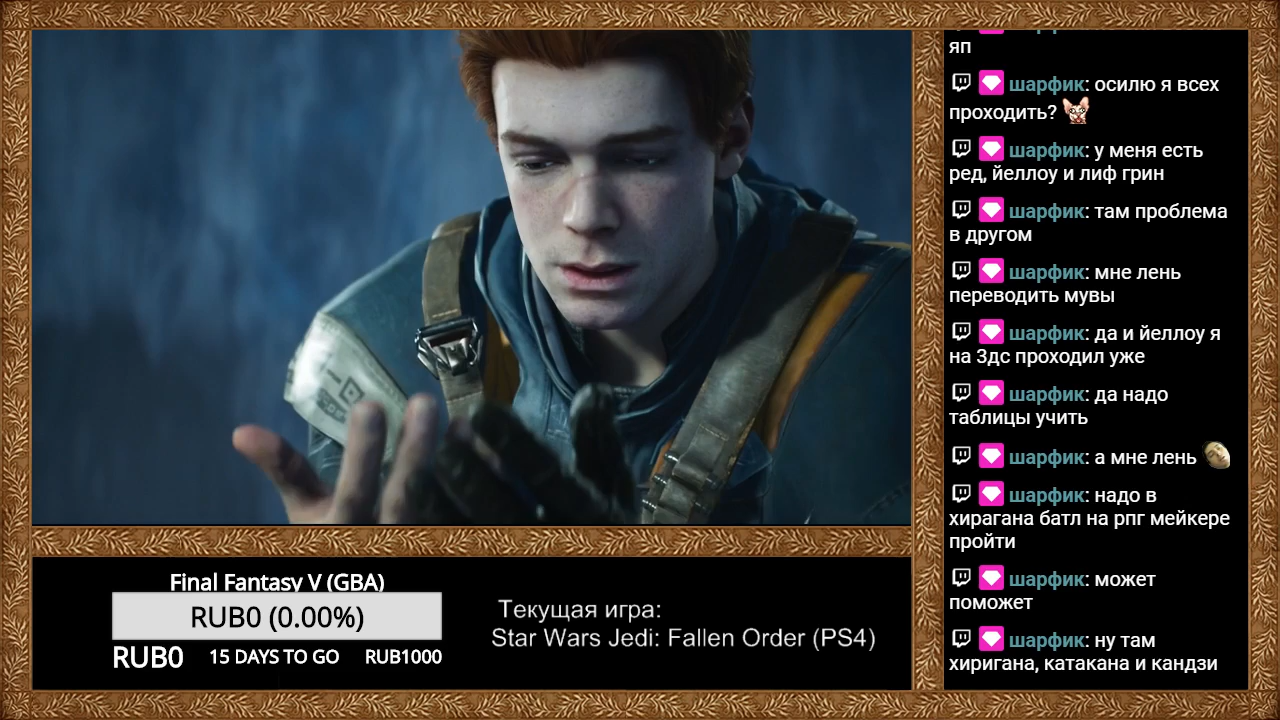 Final Fantasy V (GBA)
RUB0 (0.00%)
RUB0 15 DAYS TO GO RUB1000
Текущая игра:
Star Wars Jedi: Fallen Order (PS4)
яп
шарфик: осилю я всех
проходить?
шарфик: у меня есть
ред, йеллоу и лиф грин
шарфик: там проблема
в другом
шарфик: мне лень
переводить мувы
шарфик: да и йеллоу я
на 3дс проходил уже
шарфик: да надо
таблицы учить
шарфик: а мне лень
шарфик: надо в
хирагана батл на рпг мейкере
пройти
шарфик: может
поможет
шарфик: ну там
хиригана, катакана и кандзи